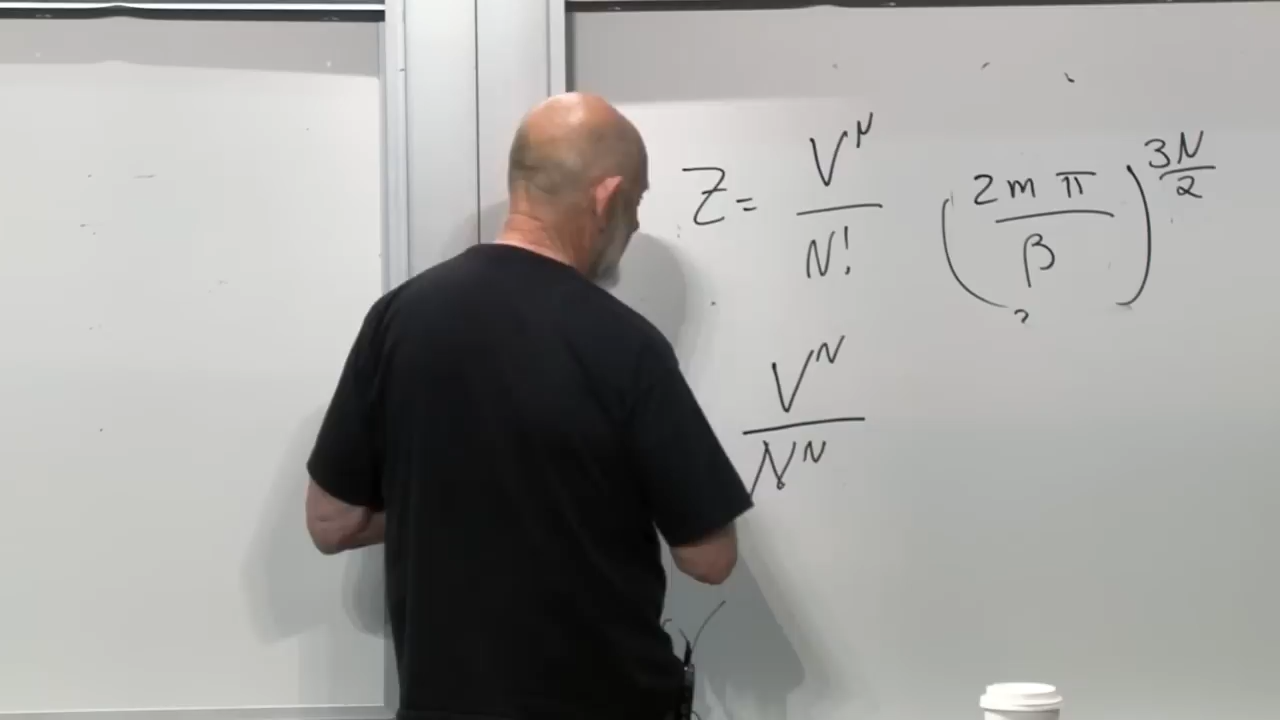 Z = V^N / N! (2mπ / β)^(3N/2)
V^N / N^N